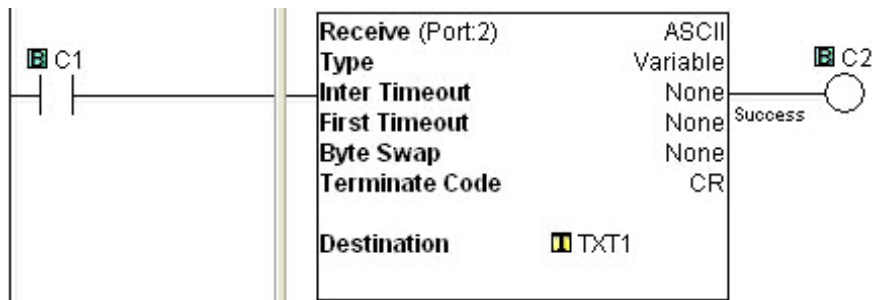 B C1
Receive (Port:2) ASCII
Type Variable
Inter Timeout None
First Timeout None
Byte Swap None
Terminate Code CR
Destination T TXT1
B C2
Success